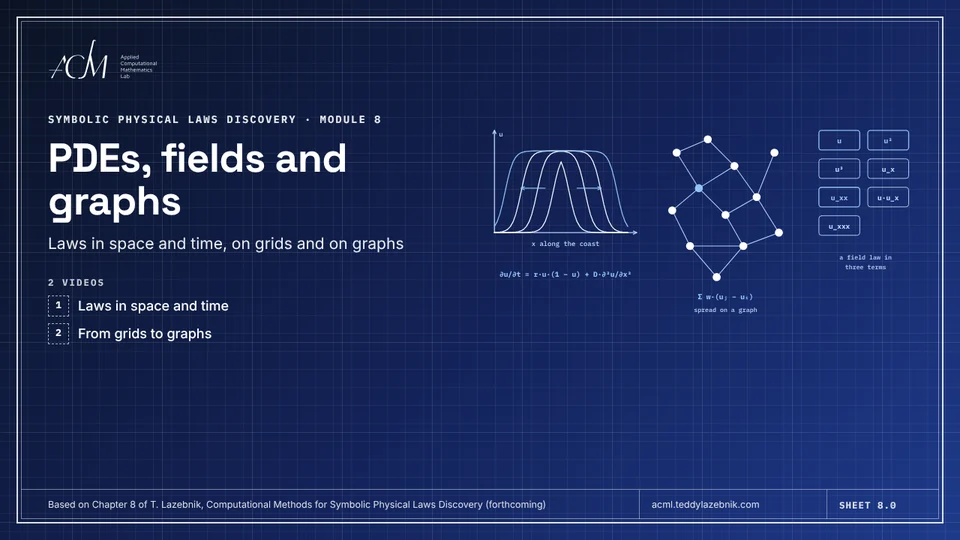 ACM
Applied
Computational
Mathematics
Lab
SYMBOLIC PHYSICAL LAWS DISCOVERY · MODULE 8
PDEs, fields and
graphs
Laws in space and time, on grids and on graphs
2 VIDEOS
1 Laws in space and time
2 From grids to graphs
u
x along the coast
∂u/∂t = r·u·(1 − u) + D·∂²u/∂x²
Σ w·(uⱼ − uᵢ)
spread on a graph
u u²
u³ u_x
u_xx u·u_x
u_xxx
a field law in
three terms
Based on Chapter 8 of T. Lazebnik, Computational Methods for Symbolic Physical Laws Discovery (forthcoming)
acml.teddylazebnik.com
SHEET 8.0